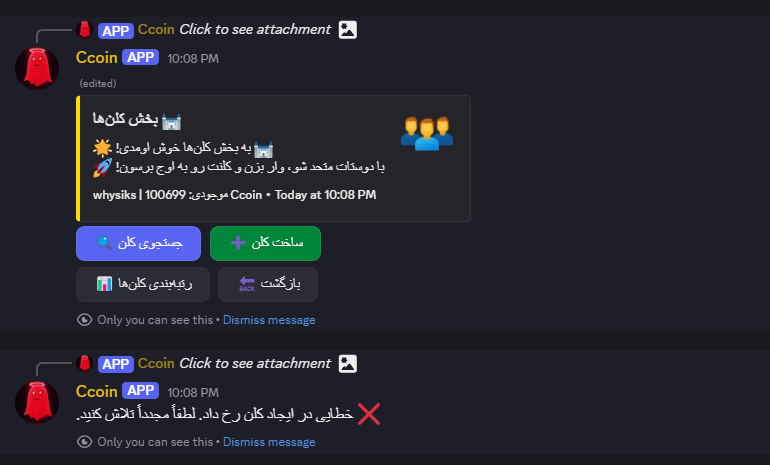 APP Ccoin Click to see attachment
Ccoin APP 10:08 PM
(edited)
🏰 بخش کلن‌ها
🏰 به بخش کلن‌ها خوش اومدی! 🌟
با دوستات متحد شو، وار بزن و کلنت رو به اوج برسون! 🚀
whysiks | موجودی: 100699 Ccoin • Today at 10:08 PM
جستجوی کلن 🔍
➕ ساخت کلن
📊 رتبه‌بندی کلن‌ها
🔙 بازگشت
Only you can see this • Dismiss message
APP Ccoin Click to see attachment
Ccoin APP 10:08 PM
❌ خطایی در ایجاد کلن رخ داد. لطفاً مجدداً تلاش کنید.
Only you can see this • Dismiss message